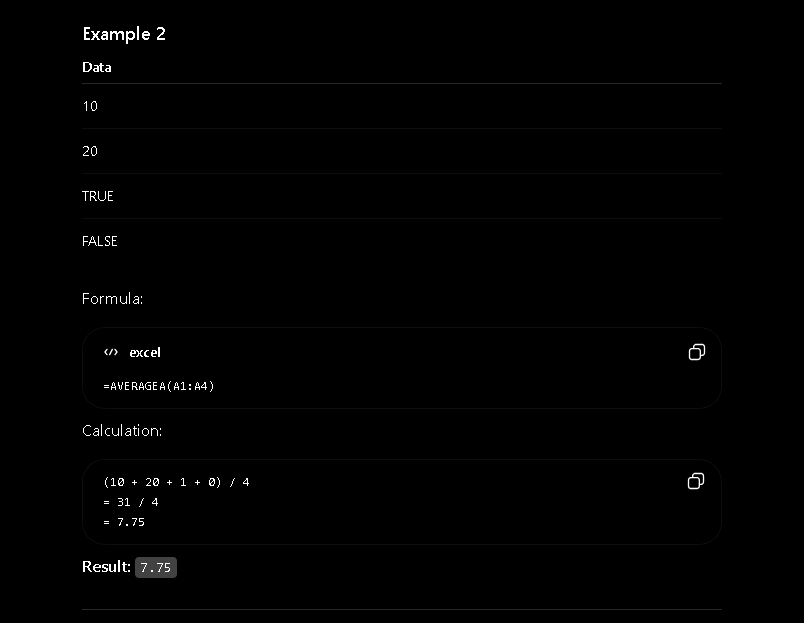 Example 2
Data
10
20
TRUE
FALSE
Formula:
excel
=AVERAGEA(A1:A4)
Calculation:
(10 + 20 + 1 + 0) / 4
= 31 / 4
= 7.75
Result: 7.75